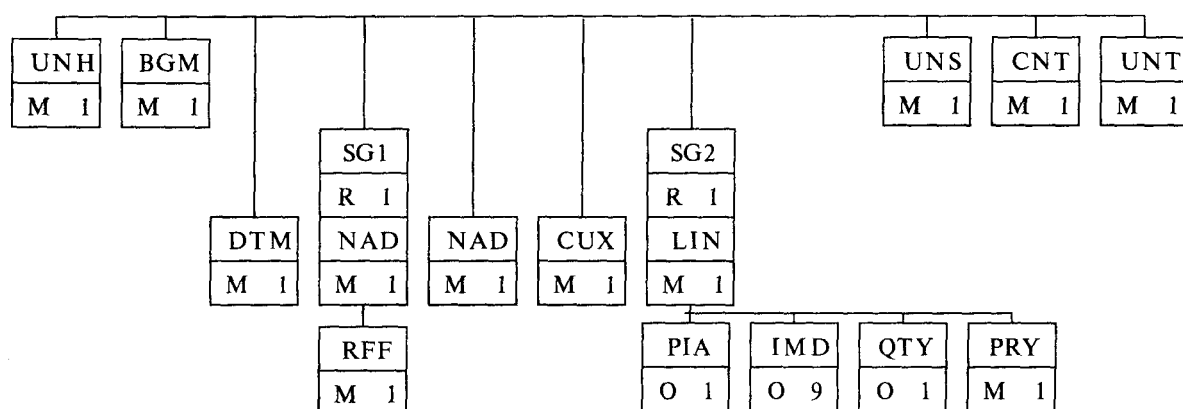 UNH
M 1
BGM
M 1
UNS
M 1
CNT
M 1
UNT
M 1
SG1
R 1
SG2
R 1
DTM
M 1
NAD
M 1
NAD
M 1
CUX
M 1
LIN
M 1
RFF
M 1
PIA
O 1
IMD
O 9
QTY
O 1
PRY
M 1